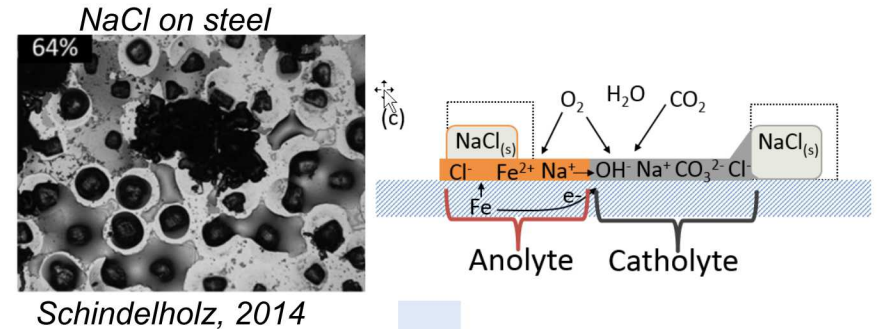 NaCl on steel
64%
Schindelholz, 2014
(c)
O₂
H₂O
CO₂
NaCl(s)
NaCl(s)
Cl⁻ Fe²⁺ Na⁺ OH⁻ Na⁺ CO₃²⁻ Cl⁻
Fe
e-
Anolyte
Catholyte